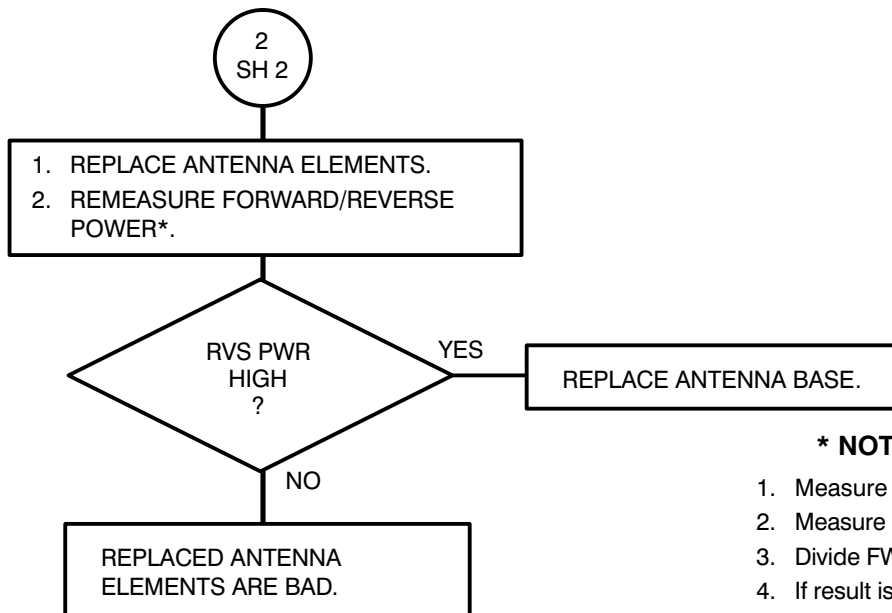 2
SH 2
1. REPLACE ANTENNA ELEMENTS.
2. REMEASURE FORWARD/REVERSE
POWER*.
RVS PWR
HIGH
?
YES
REPLACE ANTENNA BASE.
NO
REPLACED ANTENNA
ELEMENTS ARE BAD.
* NOT
1. Measure
2. Measure
3. Divide FW
4. If result is